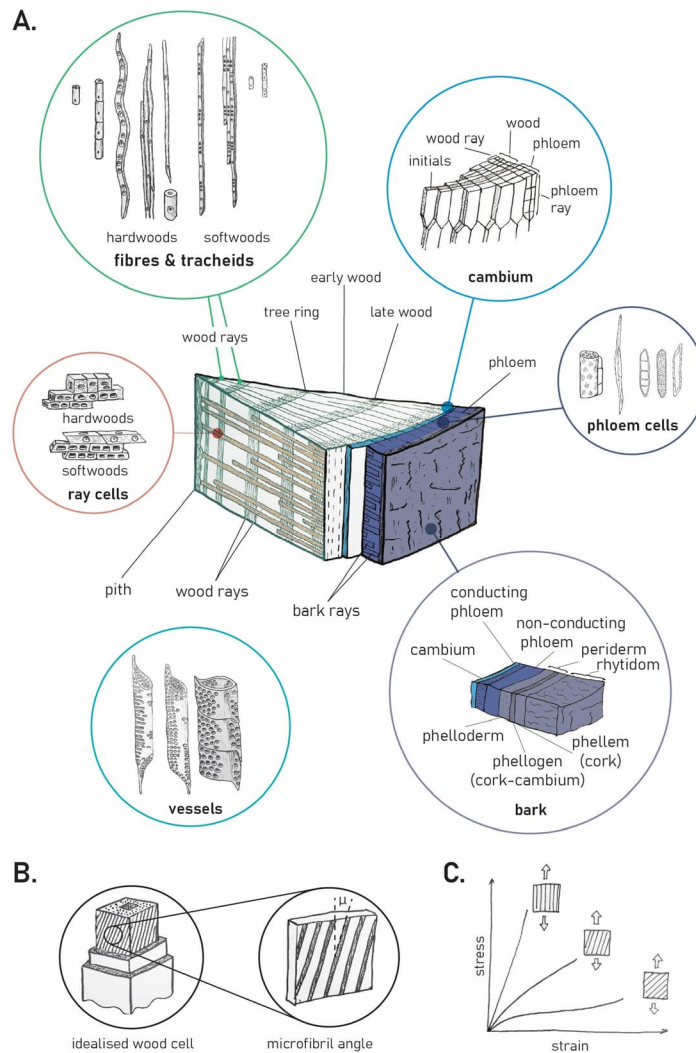 A.
hardwoods
softwoods
fibres & tracheids
wood
wood ray
phloem
initials
phloem
ray
cambium
early wood
tree ring
late wood
wood rays
phloem
hardwoods
softwoods
ray cells
phloem cells
pith
wood rays
bark rays
conducting
phloem
non-conducting
phloem
periderm
rhytidom
cambium
phelloderm
phellem
(cork)
phellogen
(cork-cambium)
bark
vessels
B.
μ
idealised wood cell
microfibril angle
C.
stress
strain